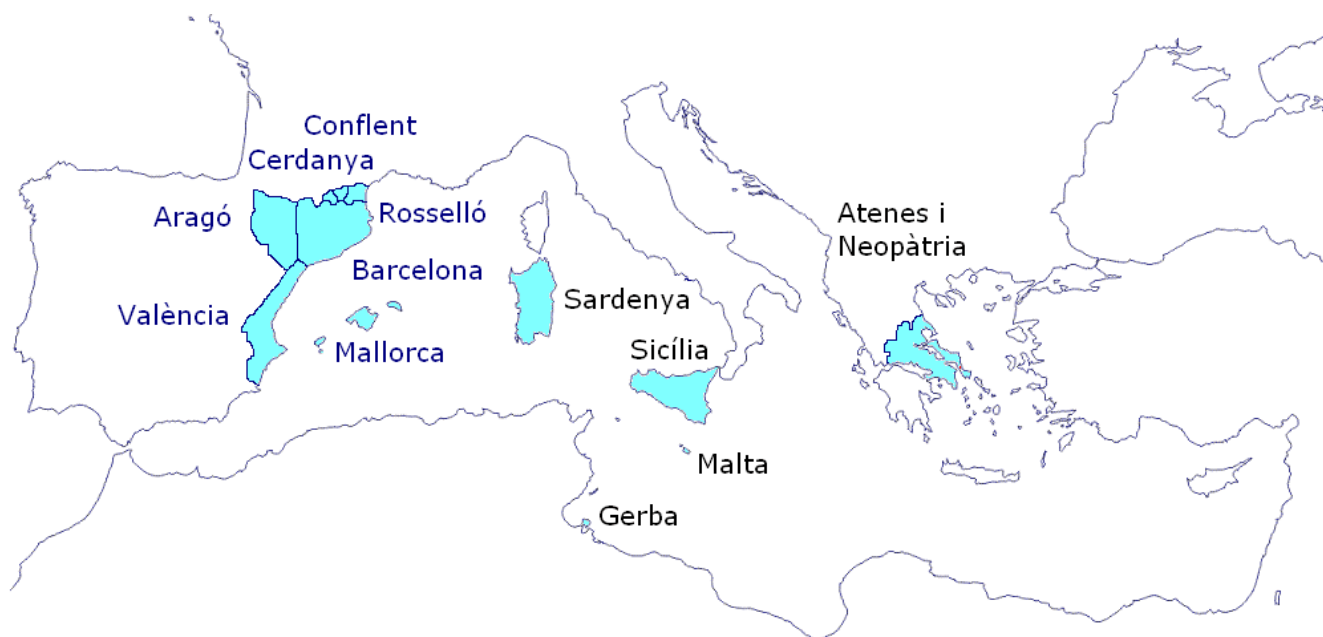 Conflent
Cerdanya
Aragó
Rosselló
Barcelona
València
Mallorca
Sardenya
Sicília
Malta
Gerba
Atenes i
Neopàtria